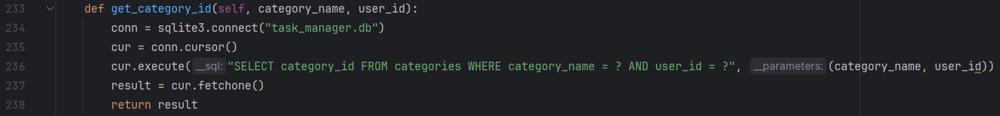 233 def get_category_id(self, category_name, user_id):
234 conn = sqlite3.connect("task_manager.db")
235 cur = conn.cursor()
236 cur.execute(__sql: "SELECT category_id FROM categories WHERE category_name = ? AND user_id = ?", __parameters: (category_name, user_id))
237 result = cur.fetchone()
238 return result